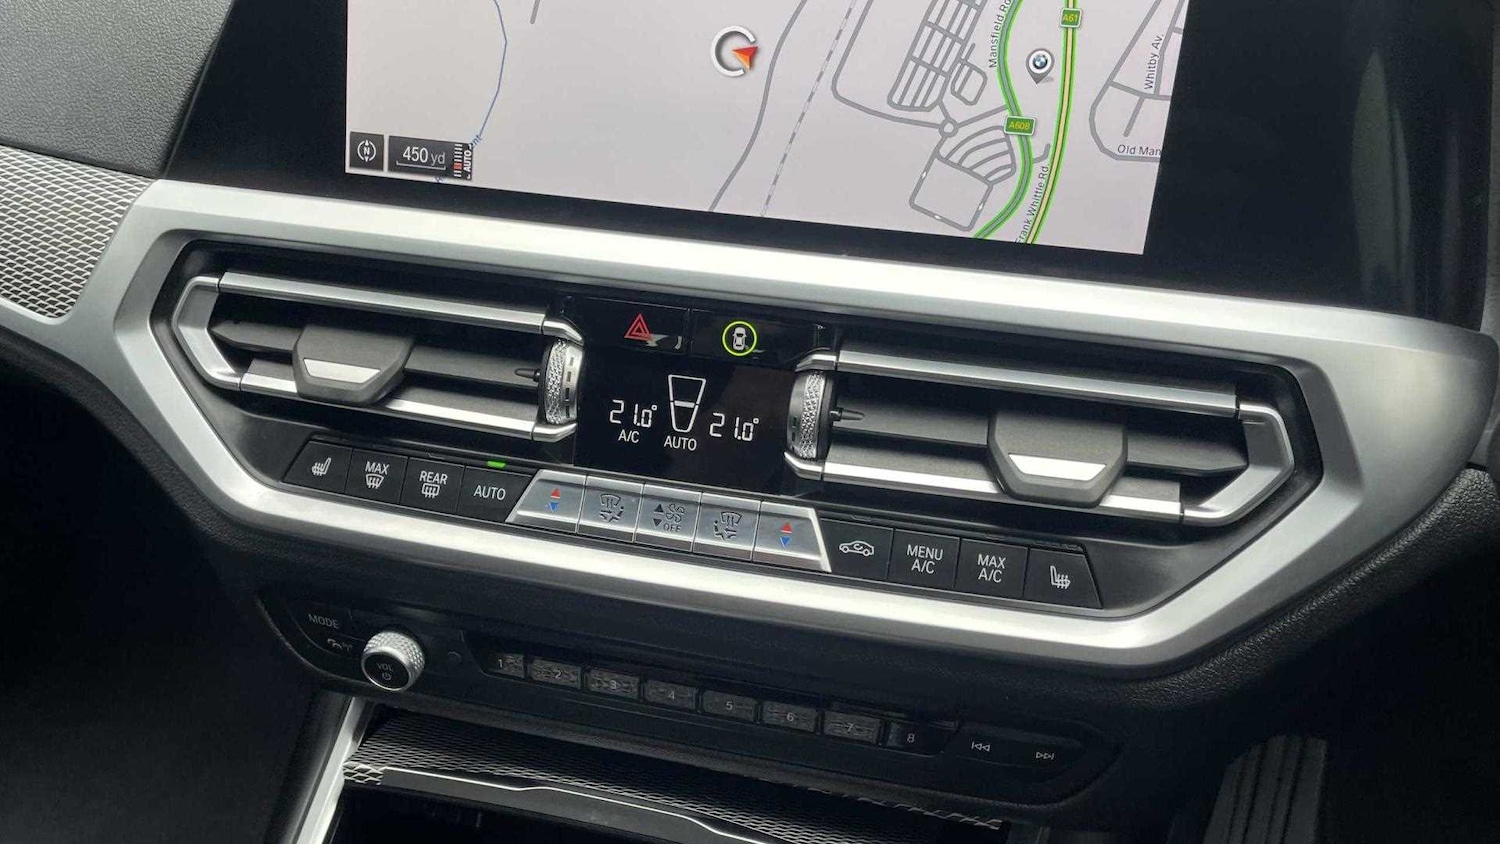 Mansfield Rd
A61
Whitby Av.
A608
Old Man
Frank Whittle Rd
N
450 yd
AUTO
21.0°
A/C
AUTO
21.0°
MAX
REAR
AUTO
OFF
MENU
A/C
MAX
A/C
MODE
VOL
1 2 3 4 5 6 7 8